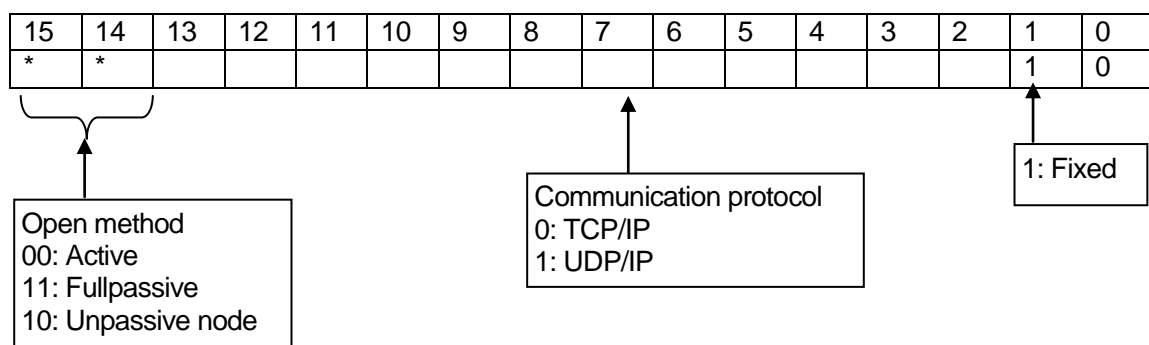 15 14 13 12 11 10 9 8 7 6 5 4 3 2 1 0
* * 1 0
1: Fixed
Communication protocol
0: TCP/IP
1: UDP/IP
Open method
00: Active
11: Fullpassive
10: Unpassive node